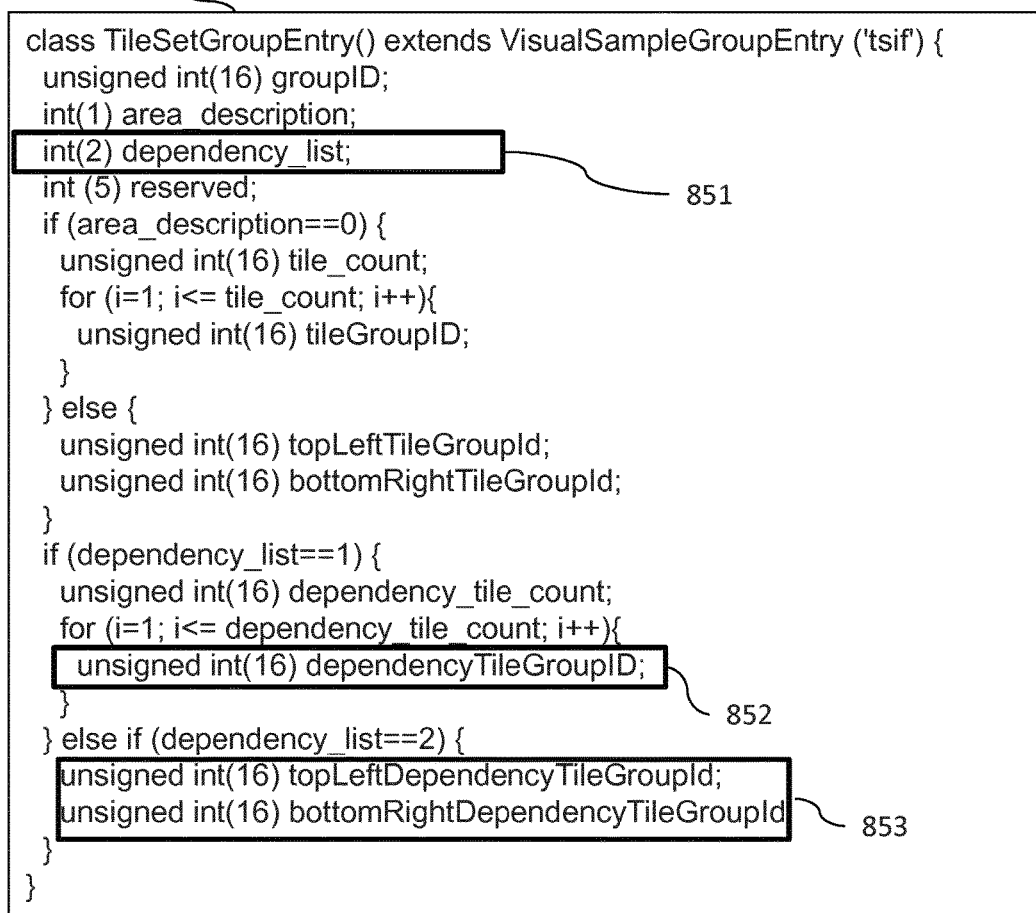 class TileSetGroupEntry() extends VisualSampleGroupEntry ('tsif') {
unsigned int(16) groupID;
int(1) area_description;
int(2) dependency_list;
851
int (5) reserved;
if (area_description==0) {
unsigned int(16) tile_count;
for (i=1; i<= tile_count; i++){
unsigned int(16) tileGroupID;
}
} else {
unsigned int(16) topLeftTileGroupId;
unsigned int(16) bottomRightTileGroupId;
}
if (dependency_list==1) {
unsigned int(16) dependency_tile_count;
for (i=1; i<= dependency_tile_count; i++){
unsigned int(16) dependencyTileGroupID;
}
852
} else if (dependency_list==2) {
unsigned int(16) topLeftDependencyTileGroupId;
unsigned int(16) bottomRightDependencyTileGroupId
853
}
}